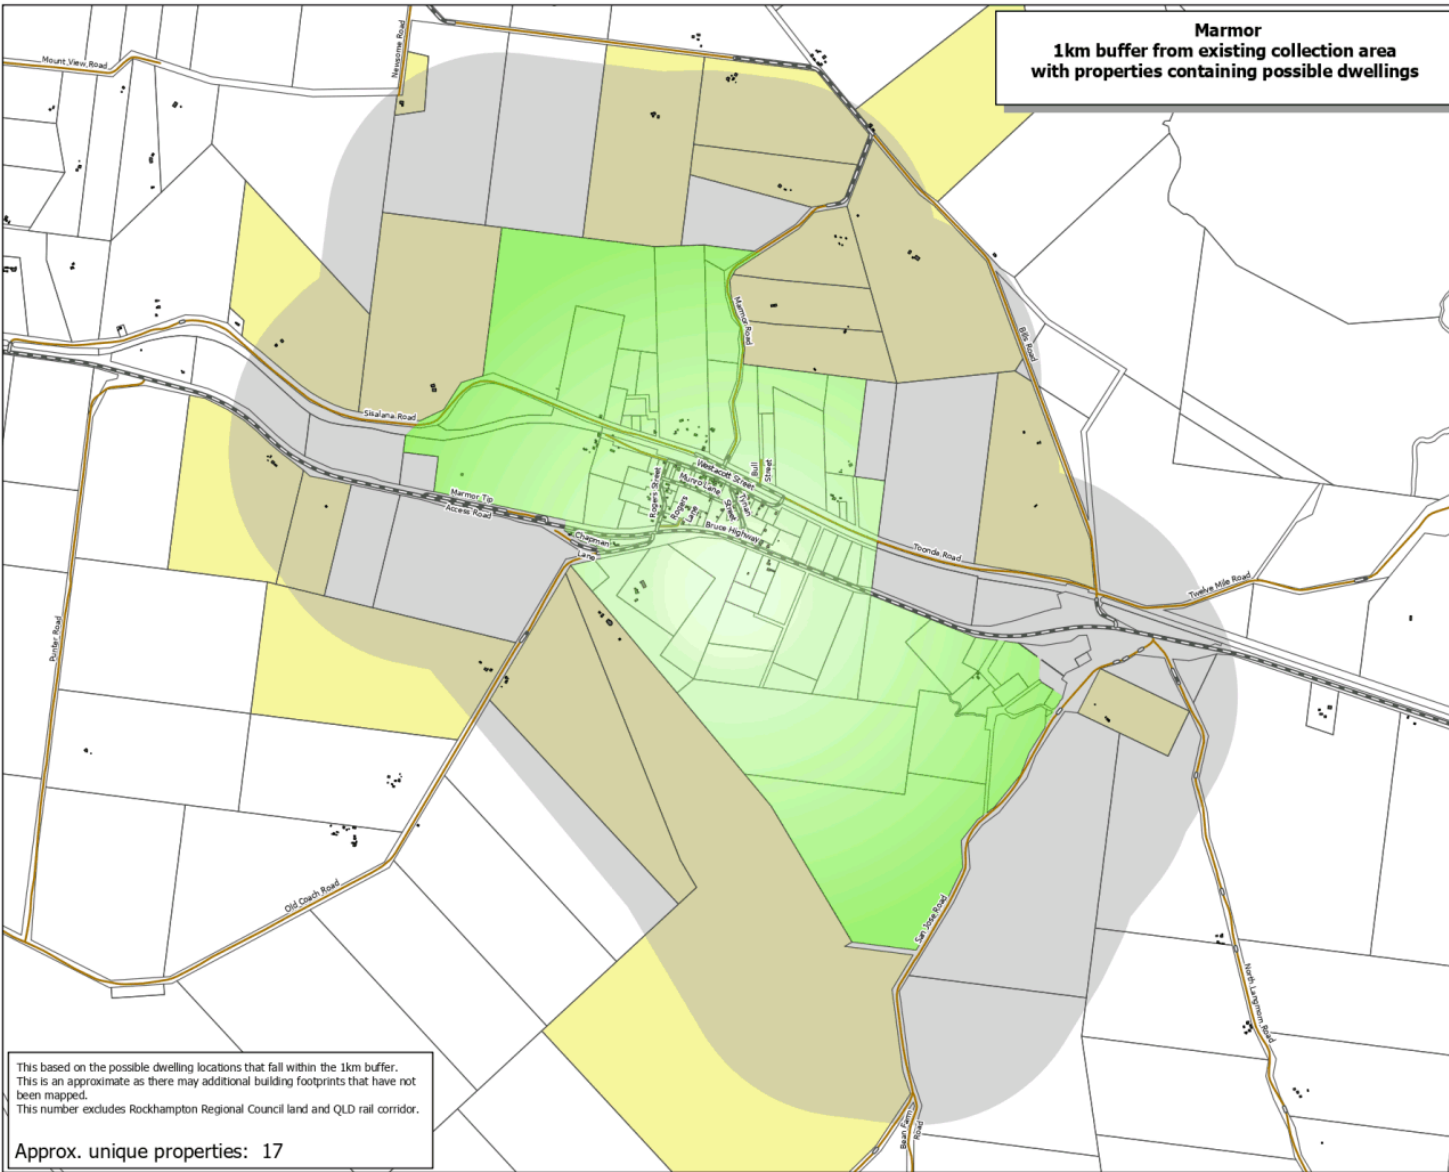 Marmor
1km buffer from existing collection area
with properties containing possible dwellings
Mount View Road
Newsome Road
Marmor Road
Bills Road
Sisalana Road
Westacott Street
Bull
Street
Munro Lane
Rogers Street
Rogers
Lane
Tynan
Street
Marmor Tip
Access Road
Chapman
Lane
Bruce Highway
Toonda Road
Twelve Mile Road
Punter Road
Old Coach Road
San Jose Road
North Langmorn Road
Bean Farm
Road
This based on the possible dwelling locations that fall within the 1km buffer.
This is an approximate as there may additional building footprints that have not
been mapped.
This number excludes Rockhampton Regional Council land and QLD rail corridor.
Approx. unique properties: 17